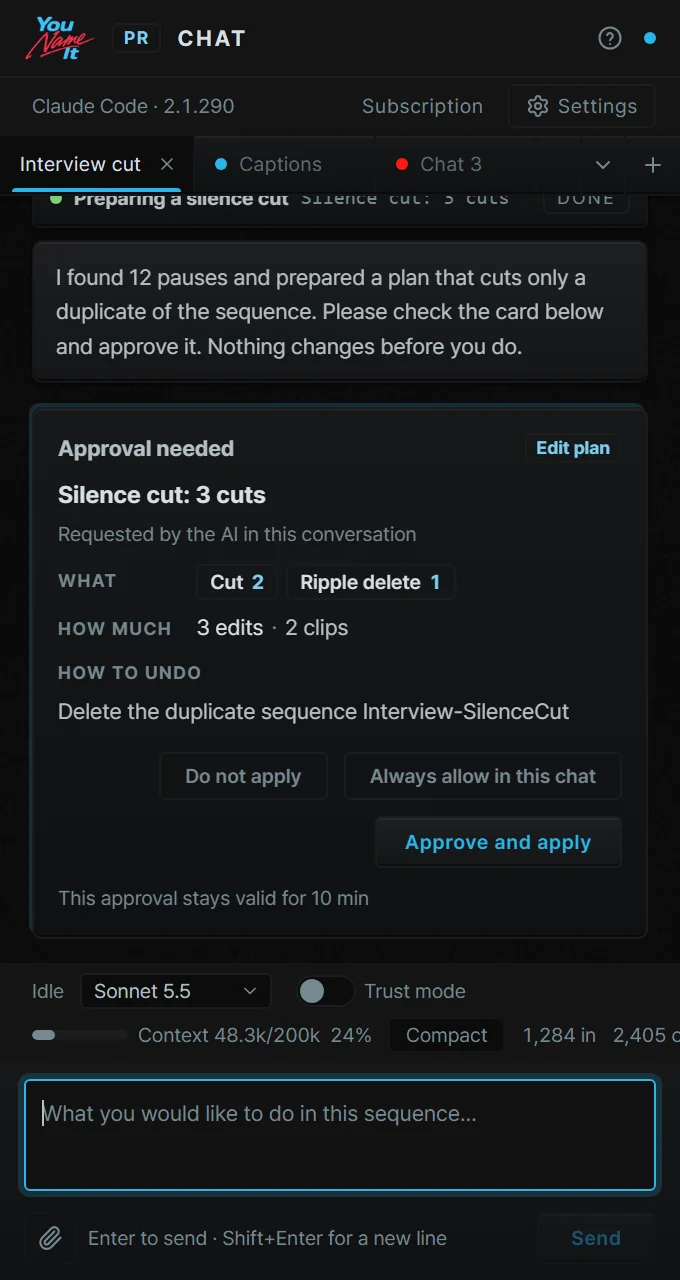 You
Name
It
PR CHAT
Claude Code · 2.1.290 Subscription Settings
Interview cut Captions Chat 3
Preparing a silence cut Silence cut: 3 cuts DONE
I found 12 pauses and prepared a plan that cuts only a
duplicate of the sequence. Please check the card below
and approve it. Nothing changes before you do.
Approval needed Edit plan
Silence cut: 3 cuts
Requested by the AI in this conversation
WHAT Cut 2 Ripple delete 1
HOW MUCH 3 edits · 2 clips
HOW TO UNDO
Delete the duplicate sequence Interview-SilenceCut
Do not apply Always allow in this chat
Approve and apply
This approval stays valid for 10 min
Idle Sonnet 5.5 Trust mode
Context 48.3k/200k 24% Compact 1,284 in 2,405
What you would like to do in this sequence...
Enter to send · Shift+Enter for a new line Send